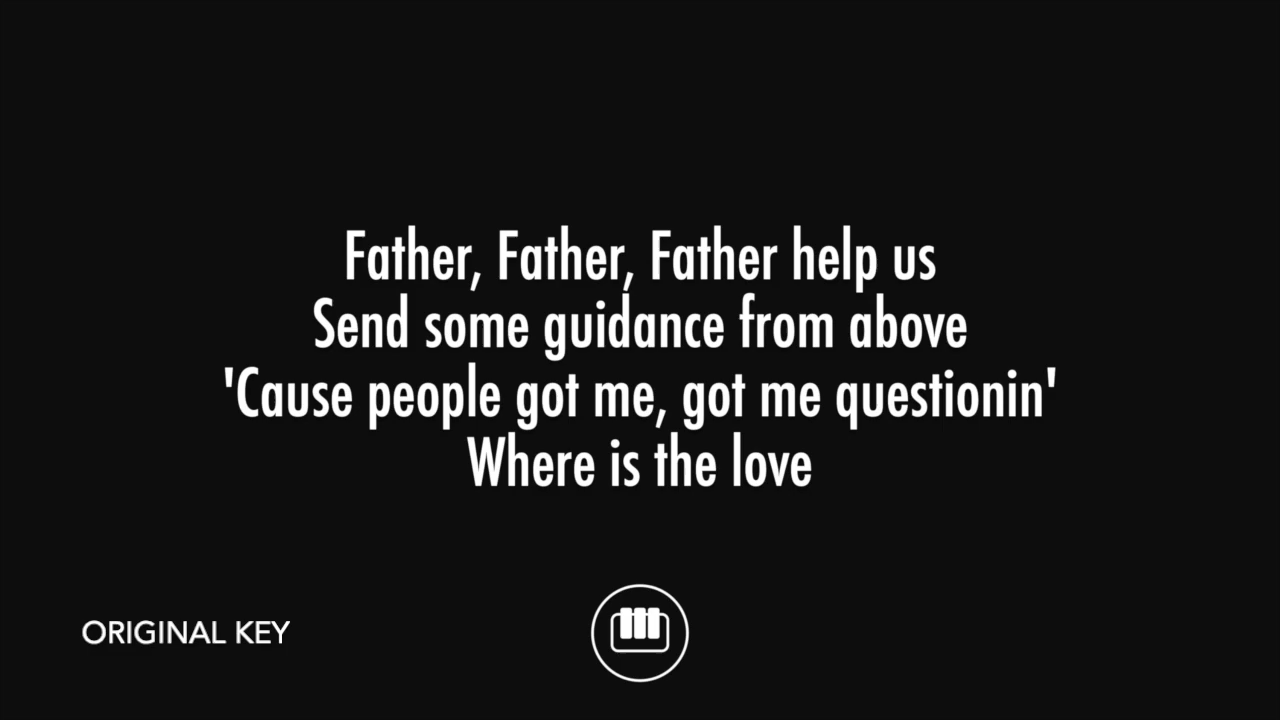 Father, Father, Father help us
Send some guidance from above
'Cause people got me, got me questionin'
Where is the love
ORIGINAL KEY